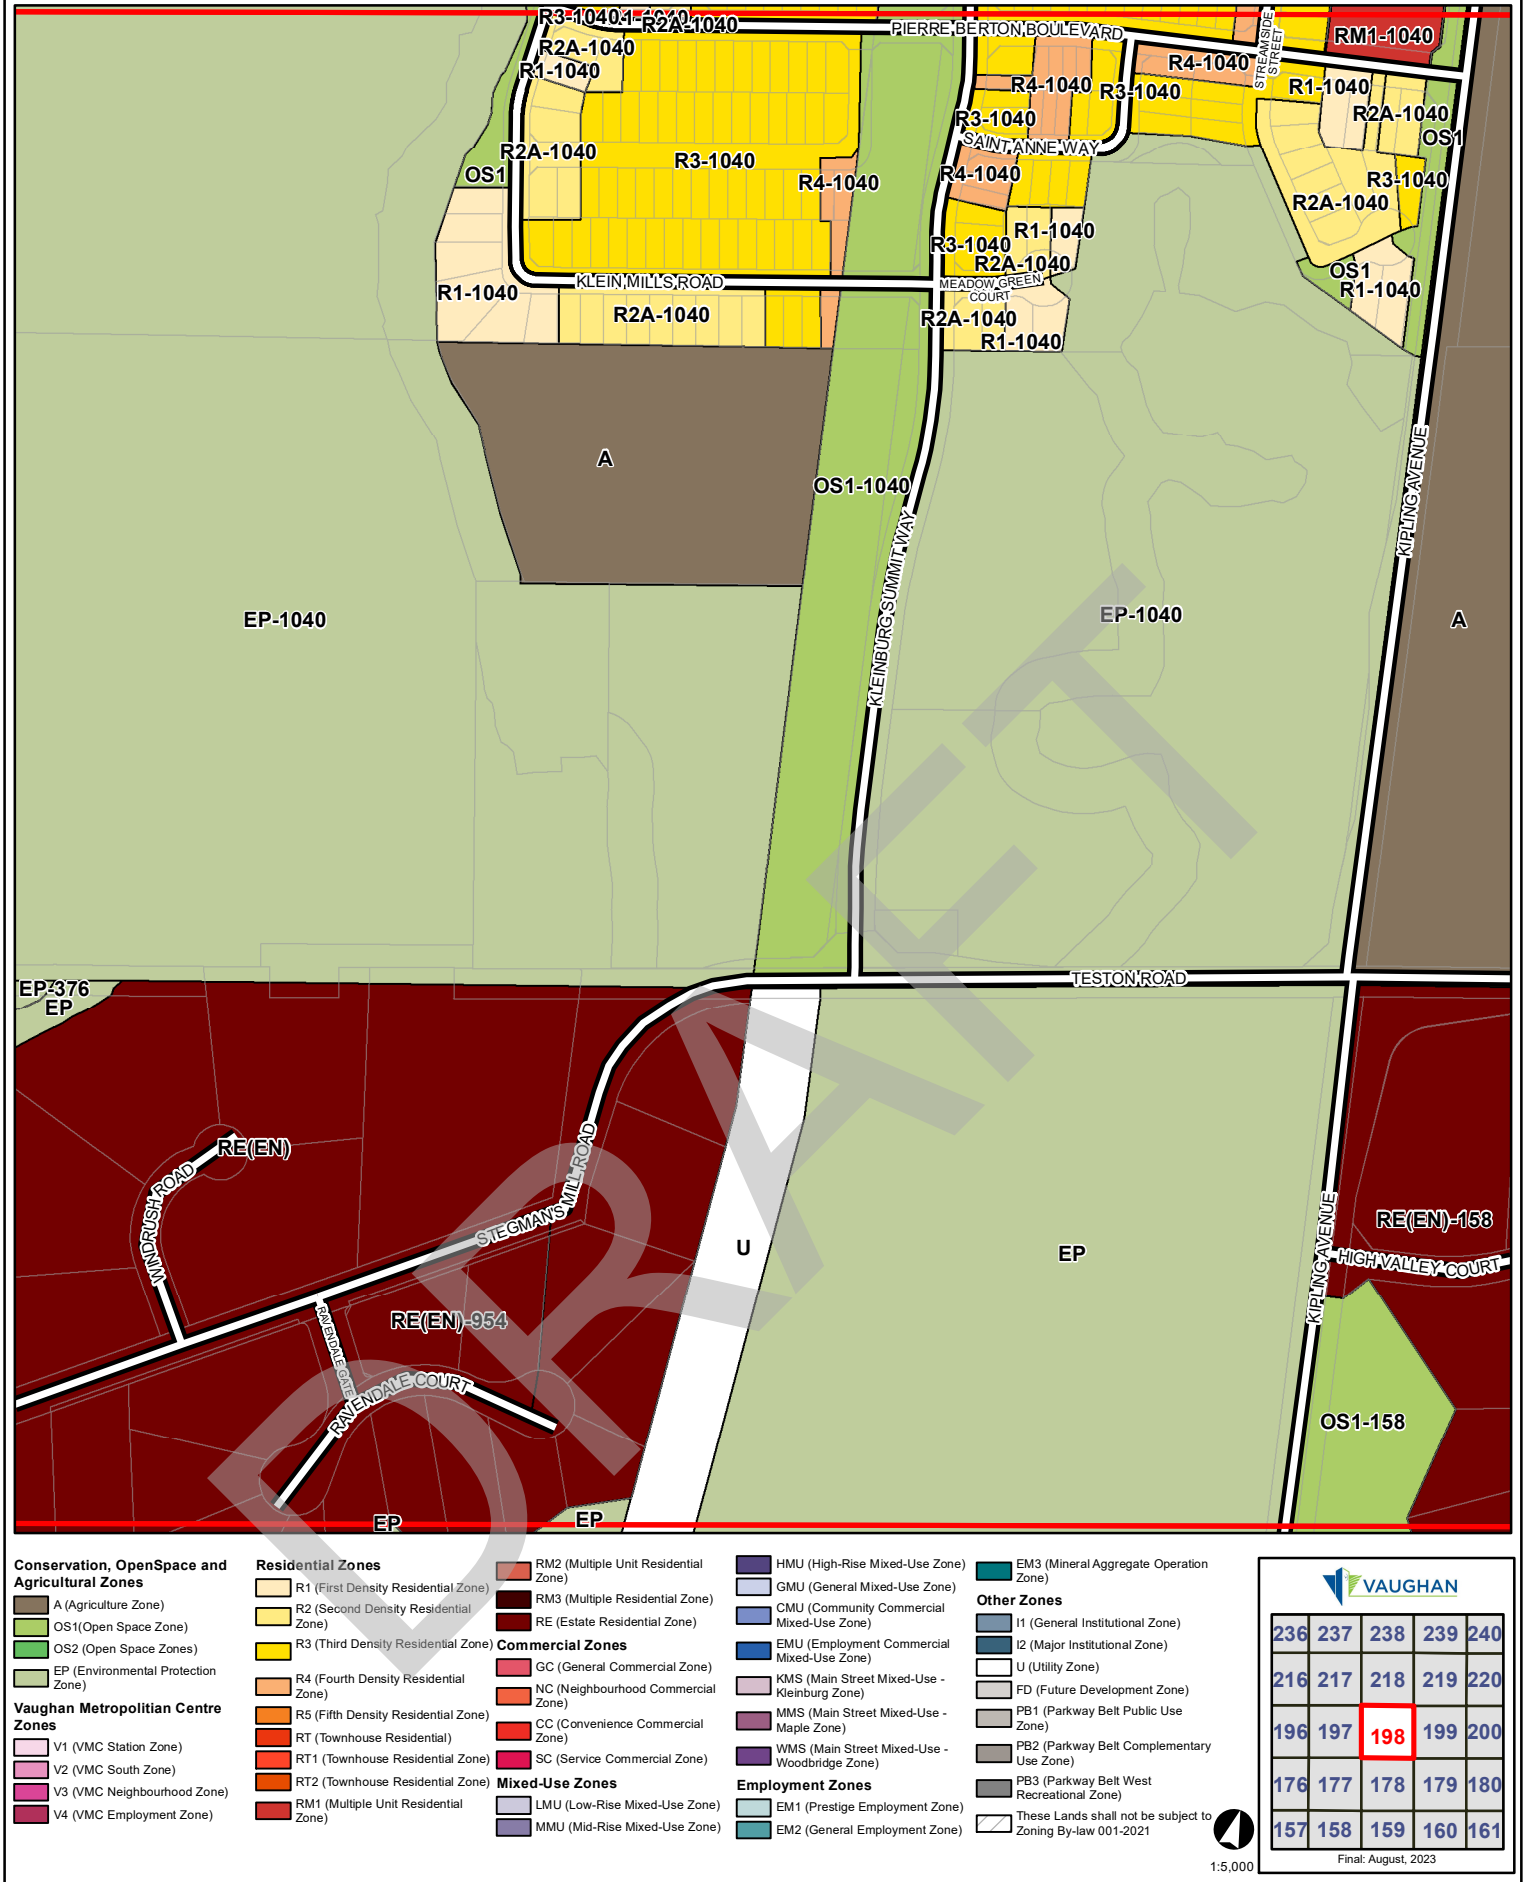 R3-1040
R2A-1040
PIERRE BERTON BOULEVARD
STREAMSIDE
STREET
RM1-1040
R2A-1040
R1-1040
R4-1040
R4-1040
R3-1040
R1-1040
R2A-1040
R3-1040
OS1
SAINT ANNE WAY
R2A-1040
R3-1040
OS1
R4-1040
R4-1040
R3-1040
R2A-1040
R3-1040
R1-1040
R2A-1040
OS1
R1-1040
KLEIN MILLS ROAD
MEADOW GREEN
COURT
R1-1040
R2A-1040
R2A-1040
R1-1040
A
OS1-1040
KIPLING AVENUE
KLEINBURG SUMMIT WAY
EP-1040
EP-1040
A
EP-376
EP
TESTON ROAD
RE(EN)
WINDRUSH ROAD
STEGMAN'S MILL ROAD
U
EP
KIPLING AVENUE
RE(EN)-158
HIGH VALLEY COURT
RE(EN)-954
RAVENDALE GATE
RAVENDALE COURT
OS1-158
EP
EP
DRAFT
Conservation, OpenSpace and
Agricultural Zones
A (Agriculture Zone)
OS1(Open Space Zone)
OS2 (Open Space Zones)
EP (Environmental Protection
Zone)
Vaughan Metropolitian Centre
Zones
V1 (VMC Station Zone)
V2 (VMC South Zone)
V3 (VMC Neighbourhood Zone)
V4 (VMC Employment Zone)
Residential Zones
R1 (First Density Residential Zone)
R2 (Second Density Residential
Zone)
R3 (Third Density Residential Zone)
R4 (Fourth Density Residential
Zone)
R5 (Fifth Density Residential Zone)
RT (Townhouse Residential)
RT1 (Townhouse Residential Zone)
RT2 (Townhouse Residential Zone)
RM1 (Multiple Unit Residential
Zone)
RM2 (Multiple Unit Residential
Zone)
RM3 (Multiple Residential Zone)
RE (Estate Residential Zone)
Commercial Zones
GC (General Commercial Zone)
NC (Neighbourhood Commercial
Zone)
CC (Convenience Commercial
Zone)
SC (Service Commercial Zone)
Mixed-Use Zones
LMU (Low-Rise Mixed-Use Zone)
MMU (Mid-Rise Mixed-Use Zone)
HMU (High-Rise Mixed-Use Zone)
GMU (General Mixed-Use Zone)
CMU (Community Commercial
Mixed-Use Zone)
EMU (Employment Commercial
Mixed-Use Zone)
KMS (Main Street Mixed-Use -
Kleinburg Zone)
MMS (Main Street Mixed-Use -
Maple Zone)
WMS (Main Street Mixed-Use -
Woodbridge Zone)
Employment Zones
EM1 (Prestige Employment Zone)
EM2 (General Employment Zone)
EM3 (Mineral Aggregate Operation
Zone)
Other Zones
I1 (General Institutional Zone)
I2 (Major Institutional Zone)
U (Utility Zone)
FD (Future Development Zone)
PB1 (Parkway Belt Public Use
Zone)
PB2 (Parkway Belt Complementary
Use Zone)
PB3 (Parkway Belt West
Recreational Zone)
These Lands shall not be subject to
Zoning By-law 001-2021
1:5,000
VAUGHAN
236 237 238 239 240
216 217 218 219 220
196 197 198 199 200
176 177 178 179 180
157 158 159 160 161
Final: August, 2023